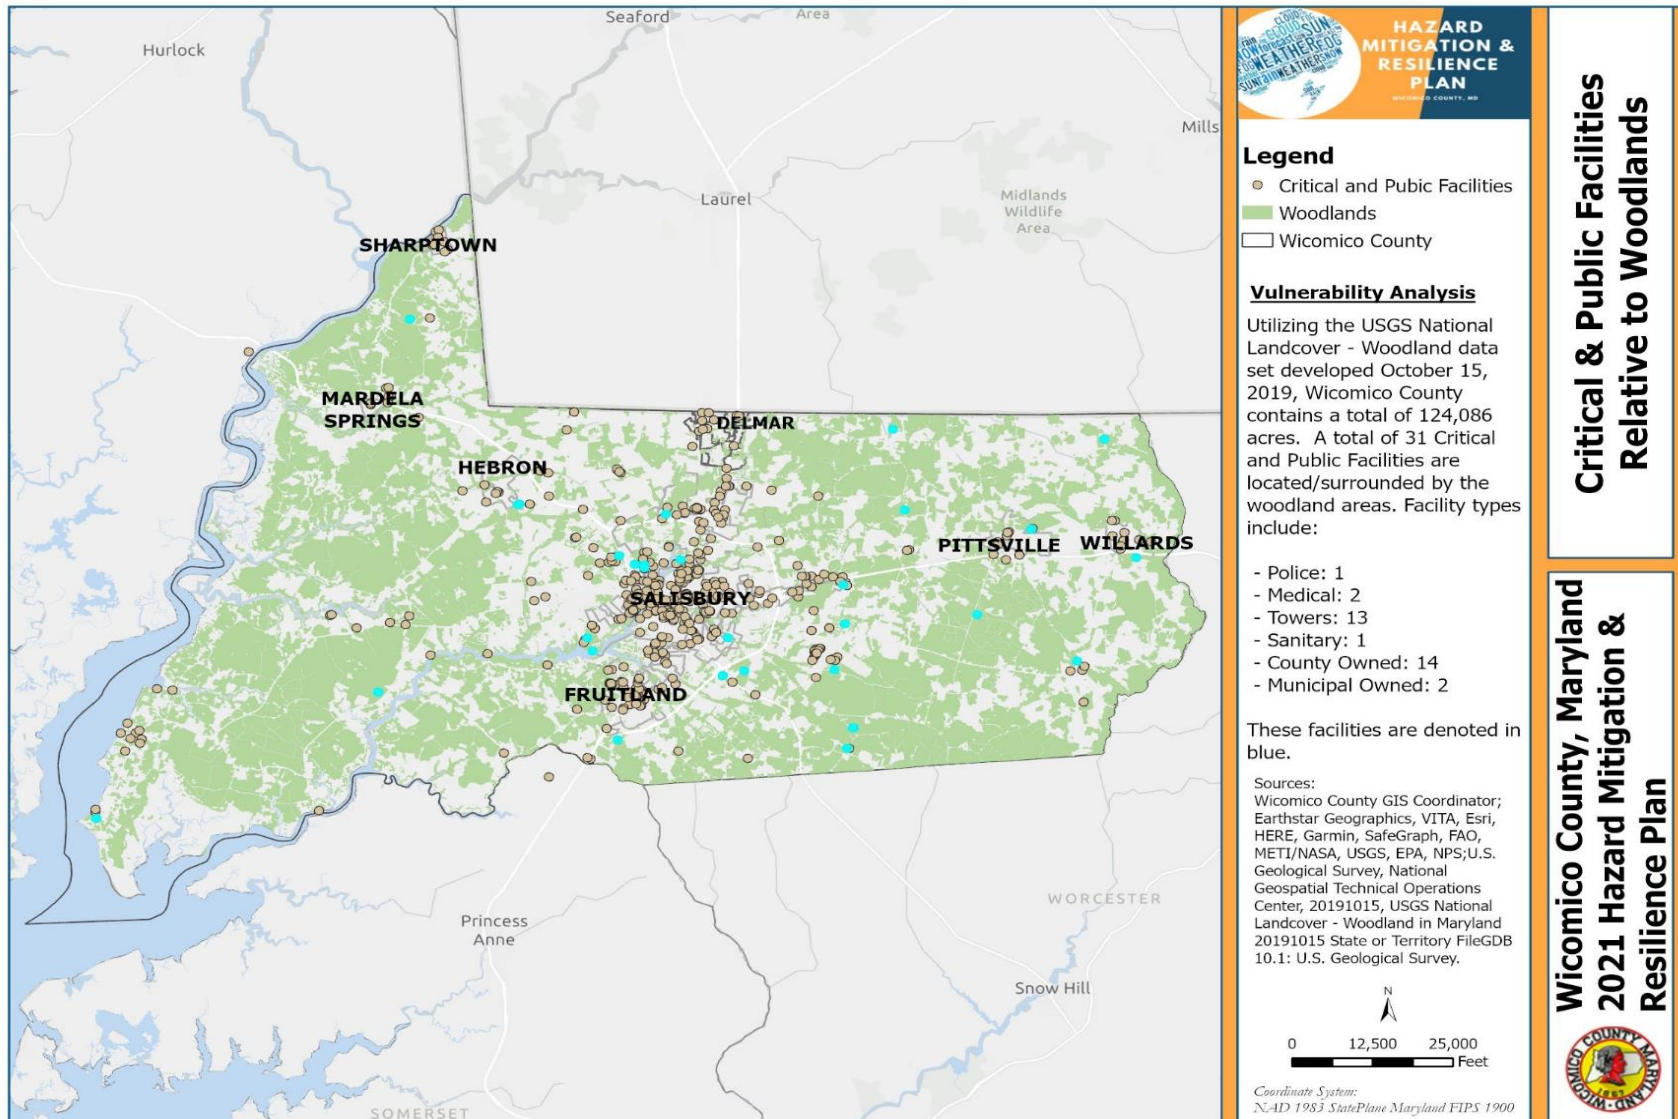 Seaford
Area
Hurlock
Mills
Laurel
Midlands
Wildlife
Area
SHARPTOWN
MARDELA
SPRINGS
DELMAR
HEBRON
PITTSVILLE
WILLARDS
SALISBURY
FRUITLAND
WORCESTER
Princess
Anne
Snow Hill
SOMERSET
HAZARD
MITIGATION &
RESILIENCE
PLAN
WICOMICO COUNTY, MD
Legend
Critical and Pubic Facilities
Woodlands
Wicomico County
Vulnerability Analysis
Utilizing the USGS National
Landcover - Woodland data
set developed October 15,
2019, Wicomico County
contains a total of 124,086
acres.  A total of 31 Critical
and Public Facilities are
located/surrounded by the
woodland areas. Facility types
include:
- Police: 1
- Medical: 2
- Towers: 13
- Sanitary: 1
- County Owned: 14
- Municipal Owned: 2
These facilities are denoted in
blue.
Sources:
Wicomico County GIS Coordinator;
Earthstar Geographics, VITA, Esri,
HERE, Garmin, SafeGraph, FAO,
METI/NASA, USGS, EPA, NPS;U.S.
Geological Survey, National
Geospatial Technical Operations
Center, 20191015, USGS National
Landcover - Woodland in Maryland
20191015 State or Territory FileGDB
10.1: U.S. Geological Survey.
N
0 12,500 25,000
Feet
Coordinate System:
NAD 1983 StatePlane Maryland FIPS 1900
Critical & Public Facilities
Relative to Woodlands
Wicomico County, Maryland
2021 Hazard Mitigation &
Resilience Plan
WICOMICO COUNTY MARYLAND
1867